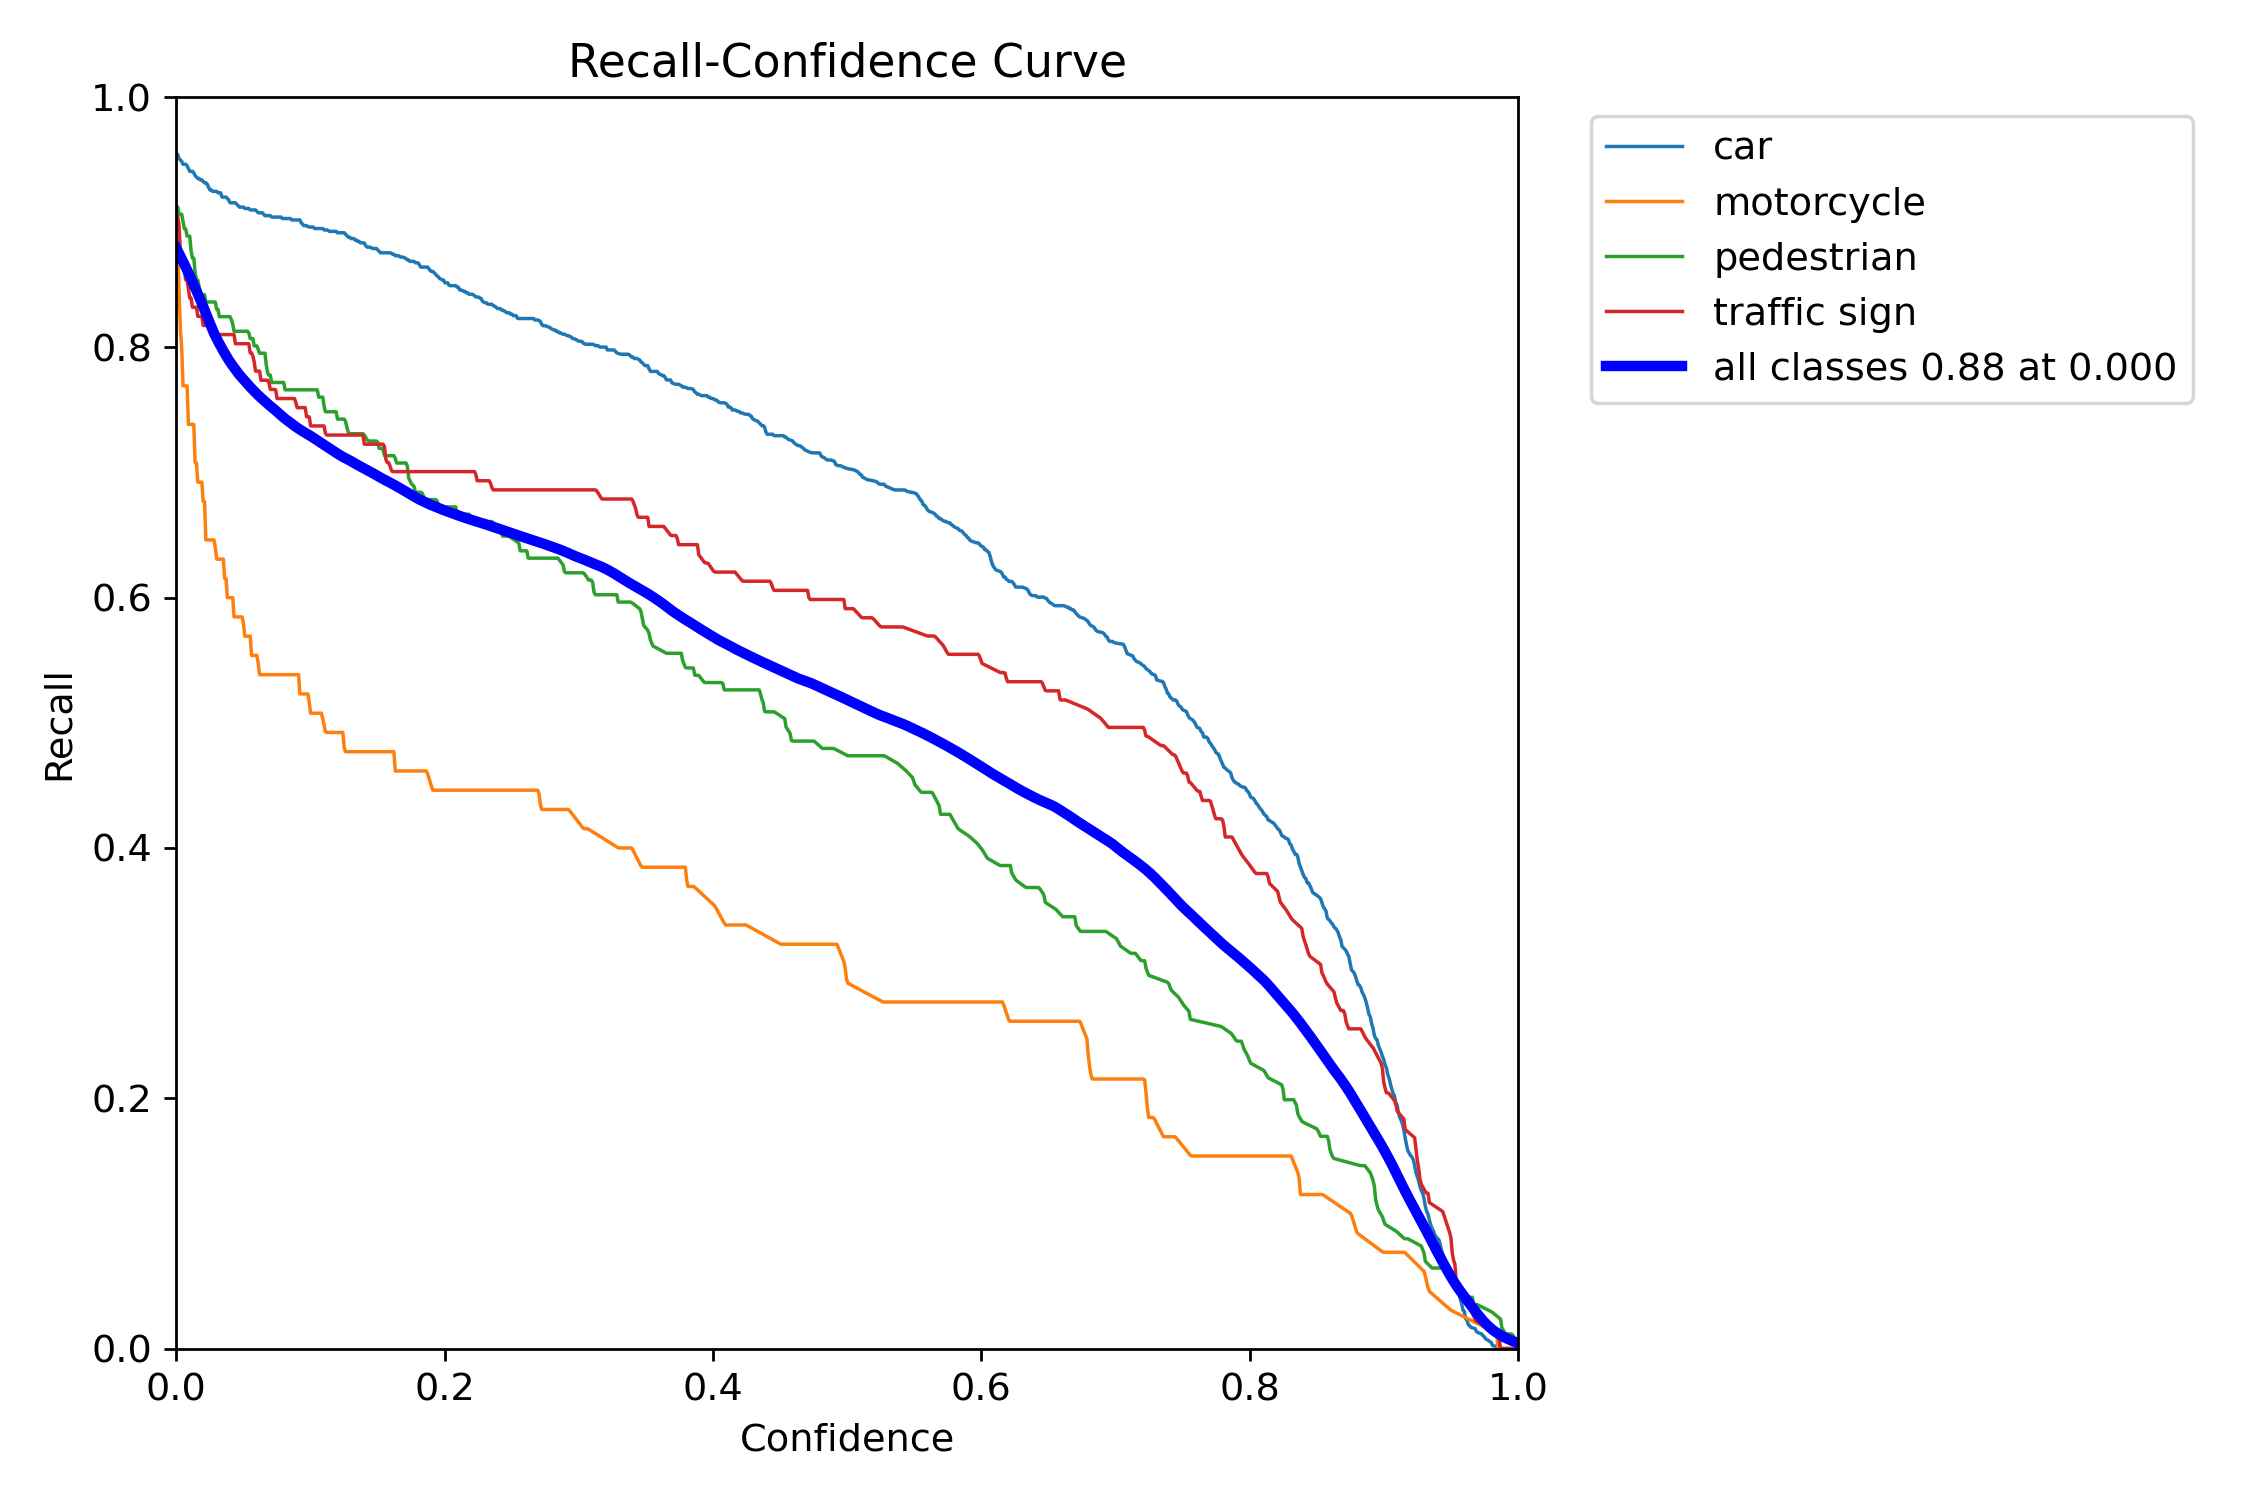 Recall-Confidence Curve
1.0
0.8
0.6
0.4
0.2
0.0
Recall
0.0 0.2 0.4 0.6 0.8 1.0
Confidence
car
motorcycle
pedestrian
traffic sign
all classes 0.88 at 0.000